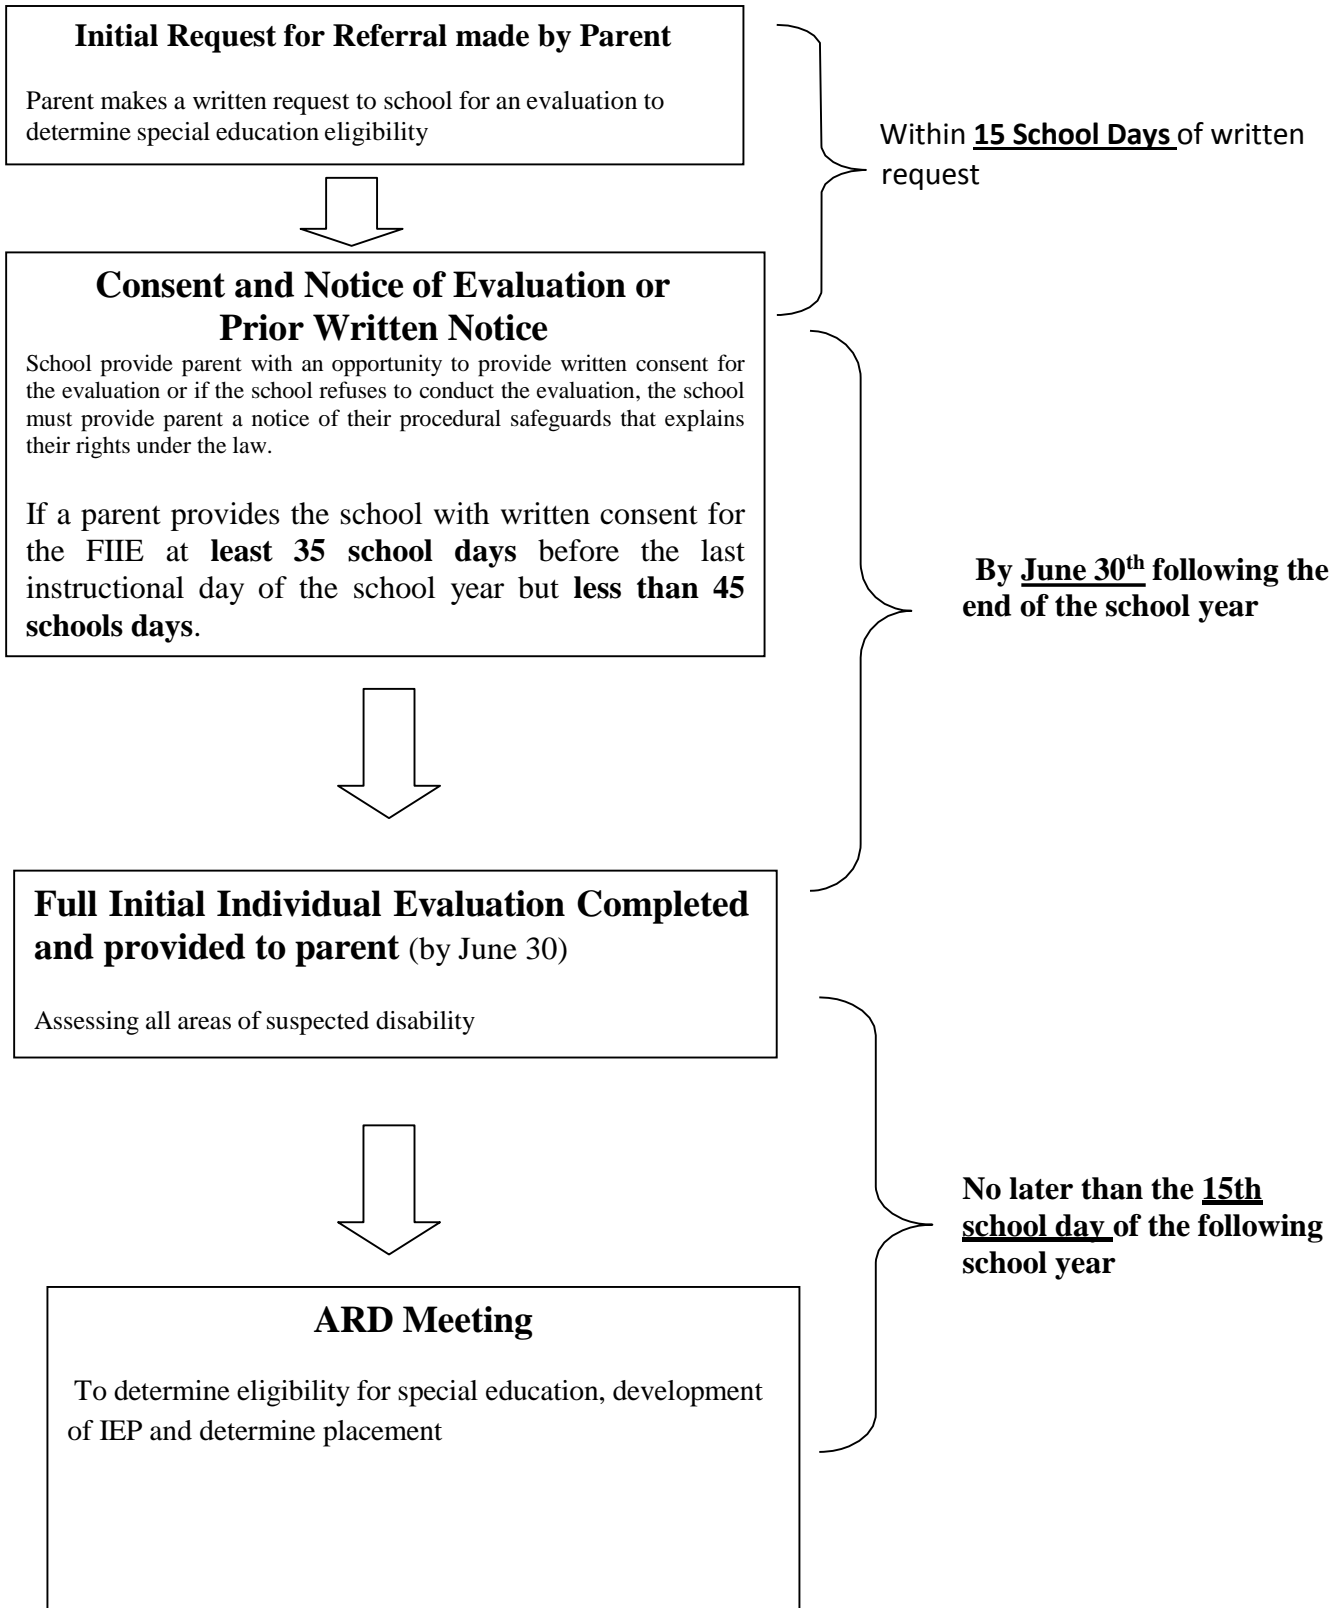 Initial Request for Referral made by Parent
Parent makes a written request to school for an evaluation to
determine special education eligibility
Within 15 School Days of written
request
Consent and Notice of Evaluation or
Prior Written Notice
School provide parent with an opportunity to provide written consent for
the evaluation or if the school refuses to conduct the evaluation, the school
must provide parent a notice of their procedural safeguards that explains
their rights under the law.
If a parent provides the school with written consent for
the FIIE at least 35 school days before the last
instructional day of the school year but less than 45
schools days.
By June 30th following the
end of the school year
Full Initial Individual Evaluation Completed
and provided to parent (by June 30)
Assessing all areas of suspected disability
No later than the 15th
school day of the following
school year
ARD Meeting
To determine eligibility for special education, development
of IEP and determine placement